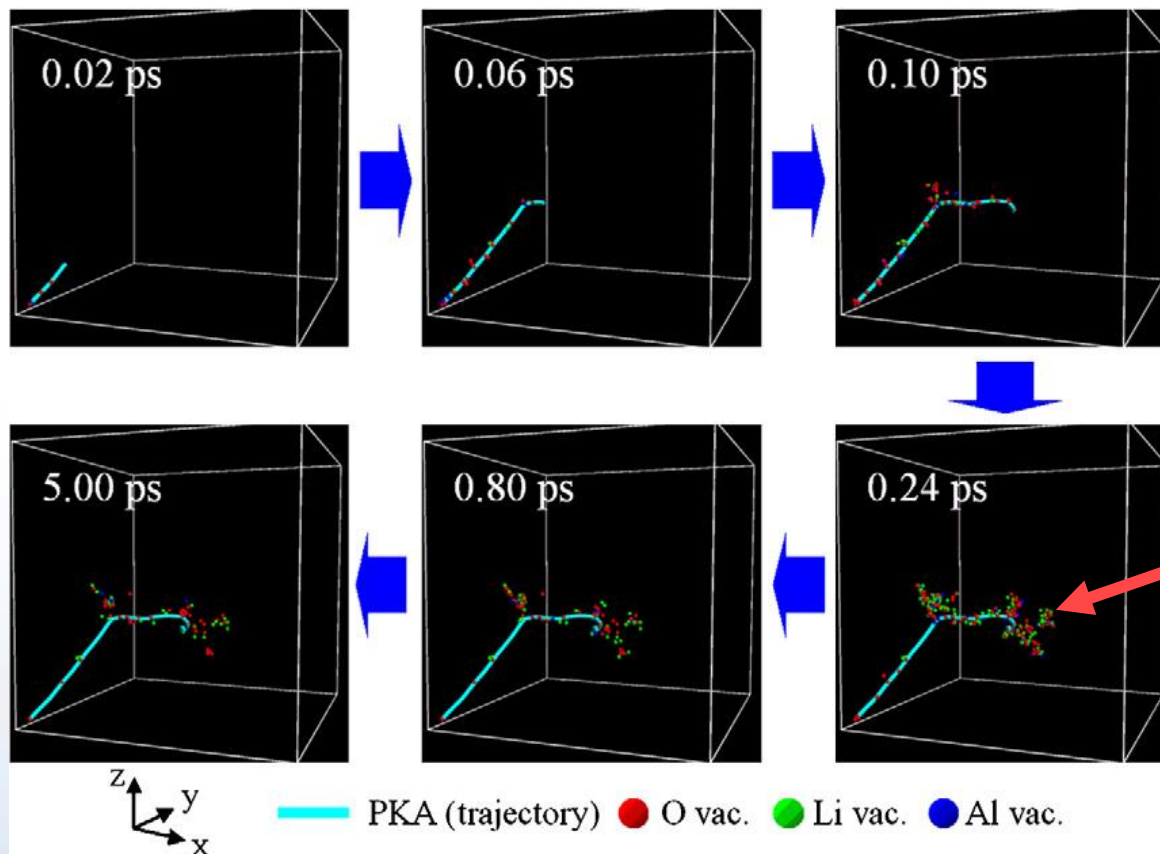 0.02 ps
0.06 ps
0.10 ps
5.00 ps
0.80 ps
0.24 ps
z
y
x
PKA (trajectory)
O vac.
Li vac.
Al vac.